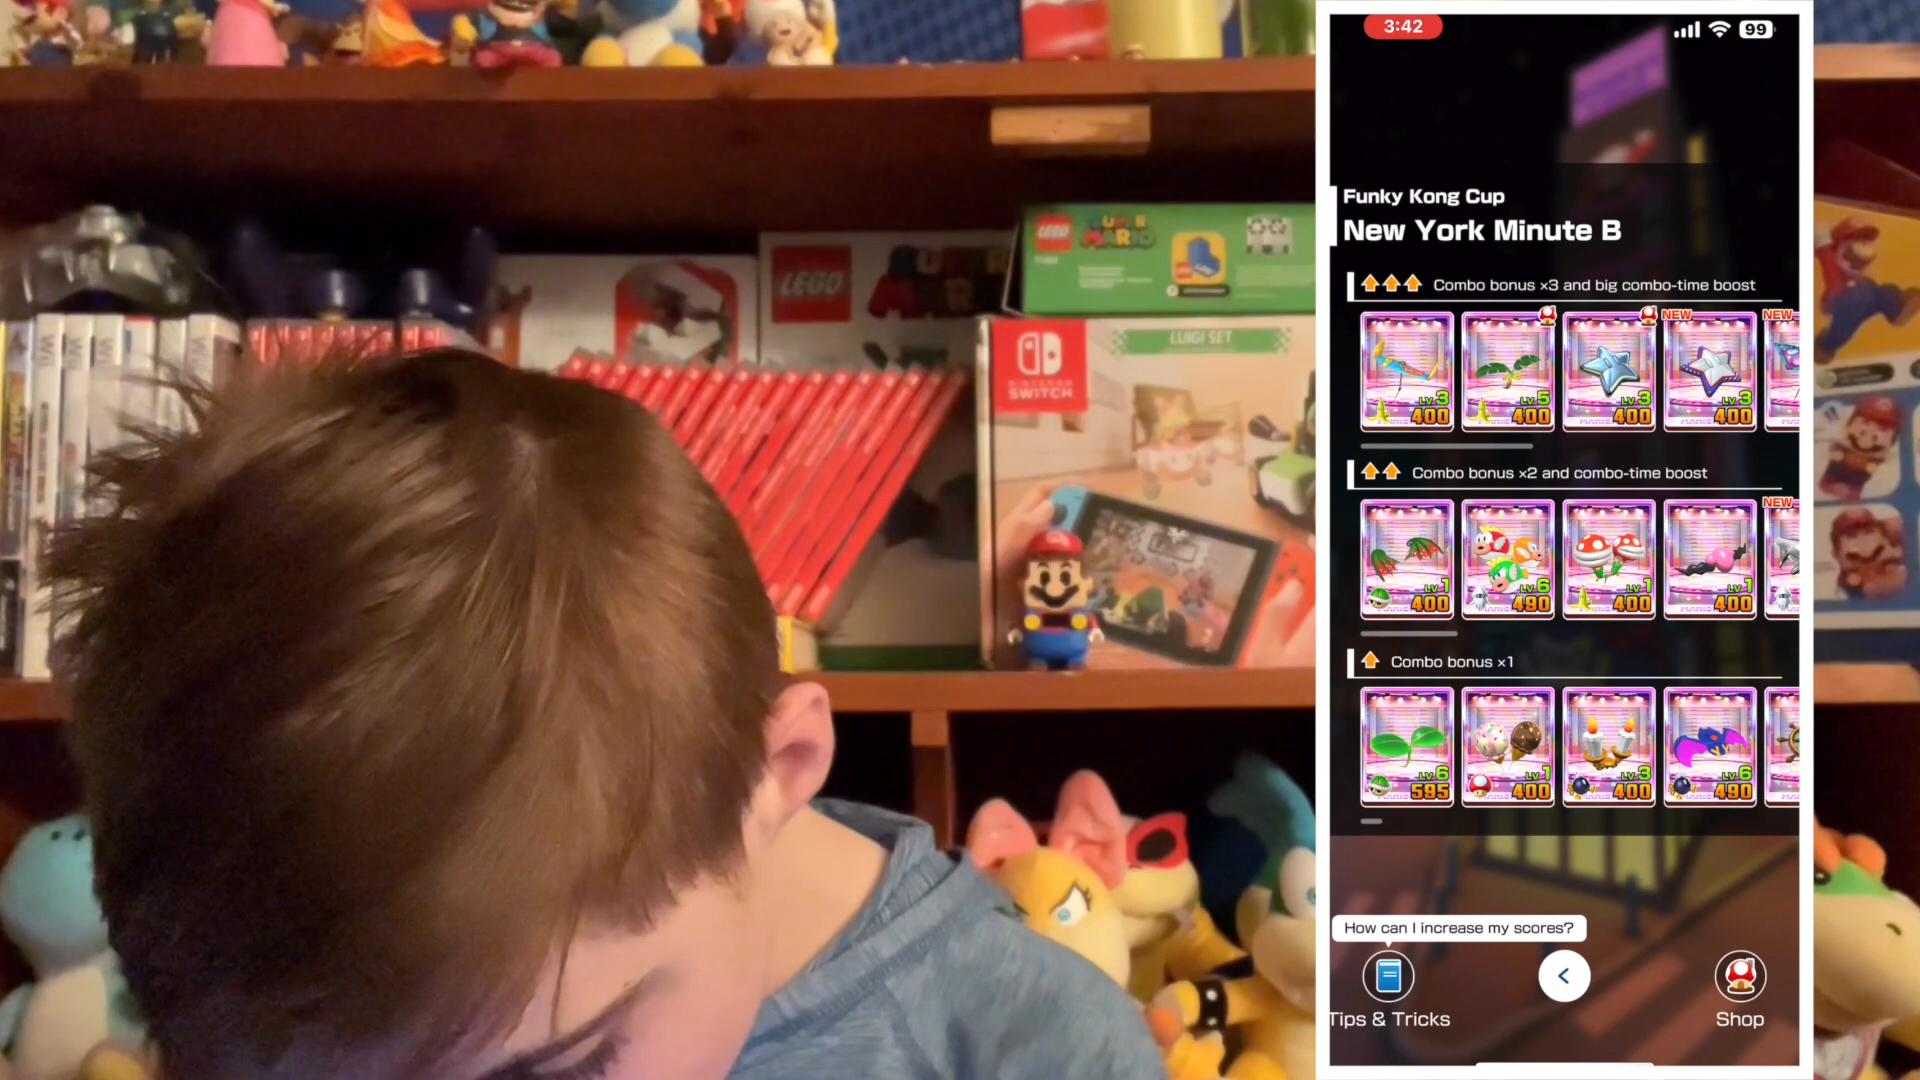 3:42
99
Funky Kong Cup
New York Minute B
Combo bonus ×3 and big combo-time boost
NEW
NEW
LV.3
400
LV.5
400
LV.3
400
LV.3
400
Combo bonus ×2 and combo-time boost
NEW
LV.1
400
LV.6
490
LV.1
400
LV.1
400
Combo bonus ×1
LV.6
595
LV.1
400
LV.3
400
LV.6
490
How can I increase my scores?
Tips & Tricks
Shop
LEGO
SUPER
MARIO
LEGO
SUPER
LUIGI SET
NINTENDO
SWITCH
Wii
Wii